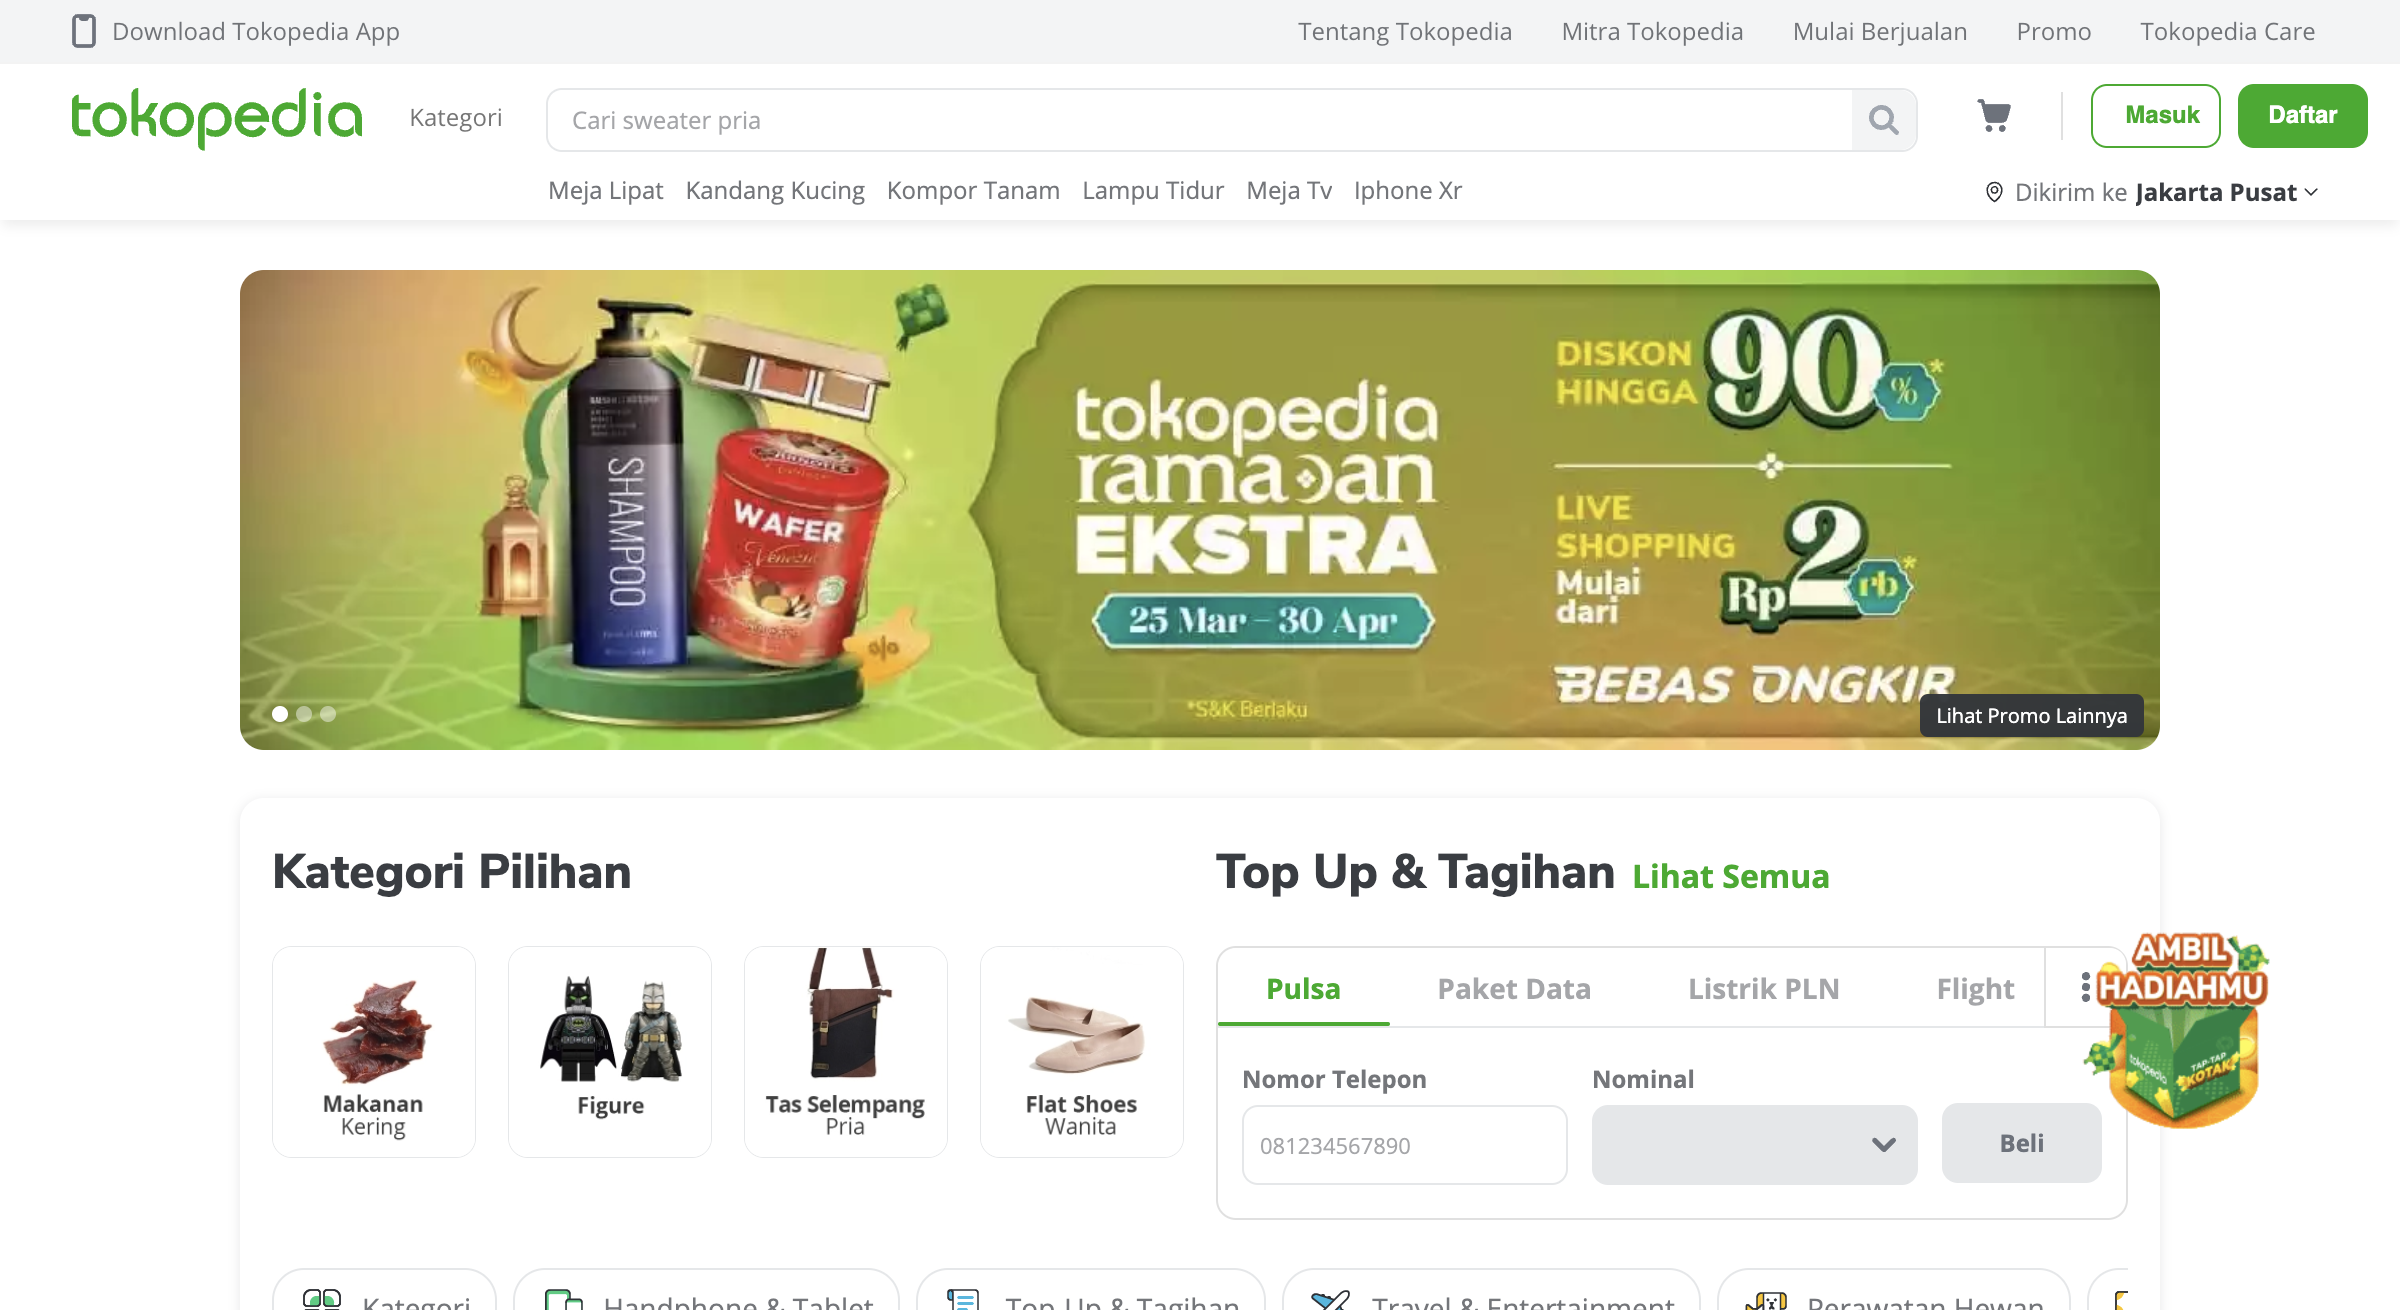 Download Tokopedia App
Tentang Tokopedia
Mitra Tokopedia
Mulai Berjualan
Promo
Tokopedia Care
tokopedia
Kategori
Cari sweater pria
Masuk
Daftar
Meja Lipat
Kandang Kucing
Kompor Tanam
Lampu Tidur
Meja Tv
Iphone Xr
Dikirim ke Jakarta Pusat
SHAMPOO
WAFER
Venezia
tokopedia
ramadan
EKSTRA
25 Mar – 30 Apr
*S&K Berlaku
DISKON
HINGGA
90%*
LIVE
SHOPPING
Mulai
dari
Rp2rb*
BEBAS ONGKIR
Lihat Promo Lainnya
Kategori Pilihan
Makanan
Kering
Figure
Tas Selempang
Pria
Flat Shoes
Wanita
Top Up & Tagihan Lihat Semua
Pulsa
Paket Data
Listrik PLN
Flight
Nomor Telepon
Nominal
081234567890
Beli
AMBIL
HADIAHMU
tokopedia
TAP-TAP
KOTAK
Kategori
Handphone & Tablet
Top-Up & Tagihan
Travel & Entertainment
Perawatan Hewan